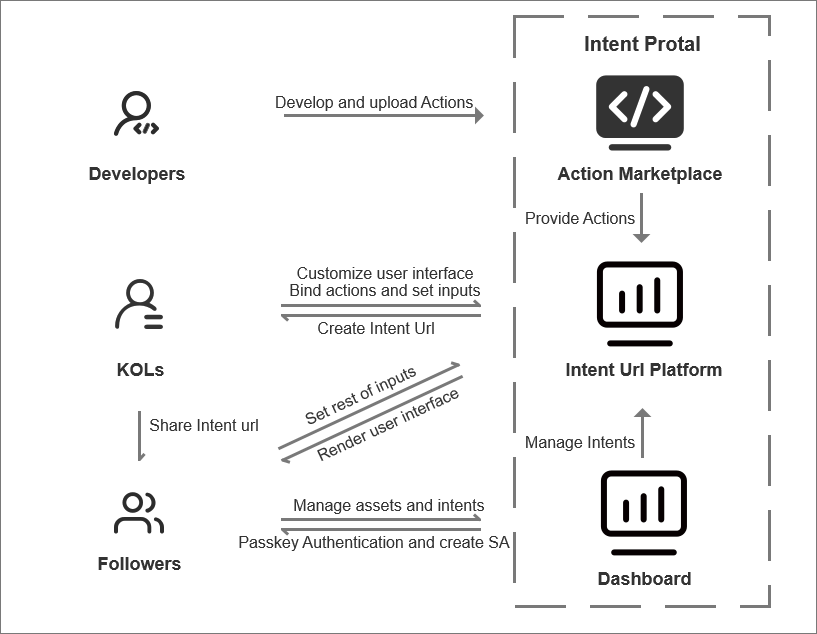 Intent Protal
Develop and upload Actions
Developers
Action Marketplace
Provide Actions
Customize user interface
Bind actions and set inputs
Create Intent Url
KOLs
Intent Url Platform
Set rest of inputs
Render user interface
Share Intent url
Manage Intents
Manage assets and intents
Passkey Authentication and create SA
Followers
Dashboard